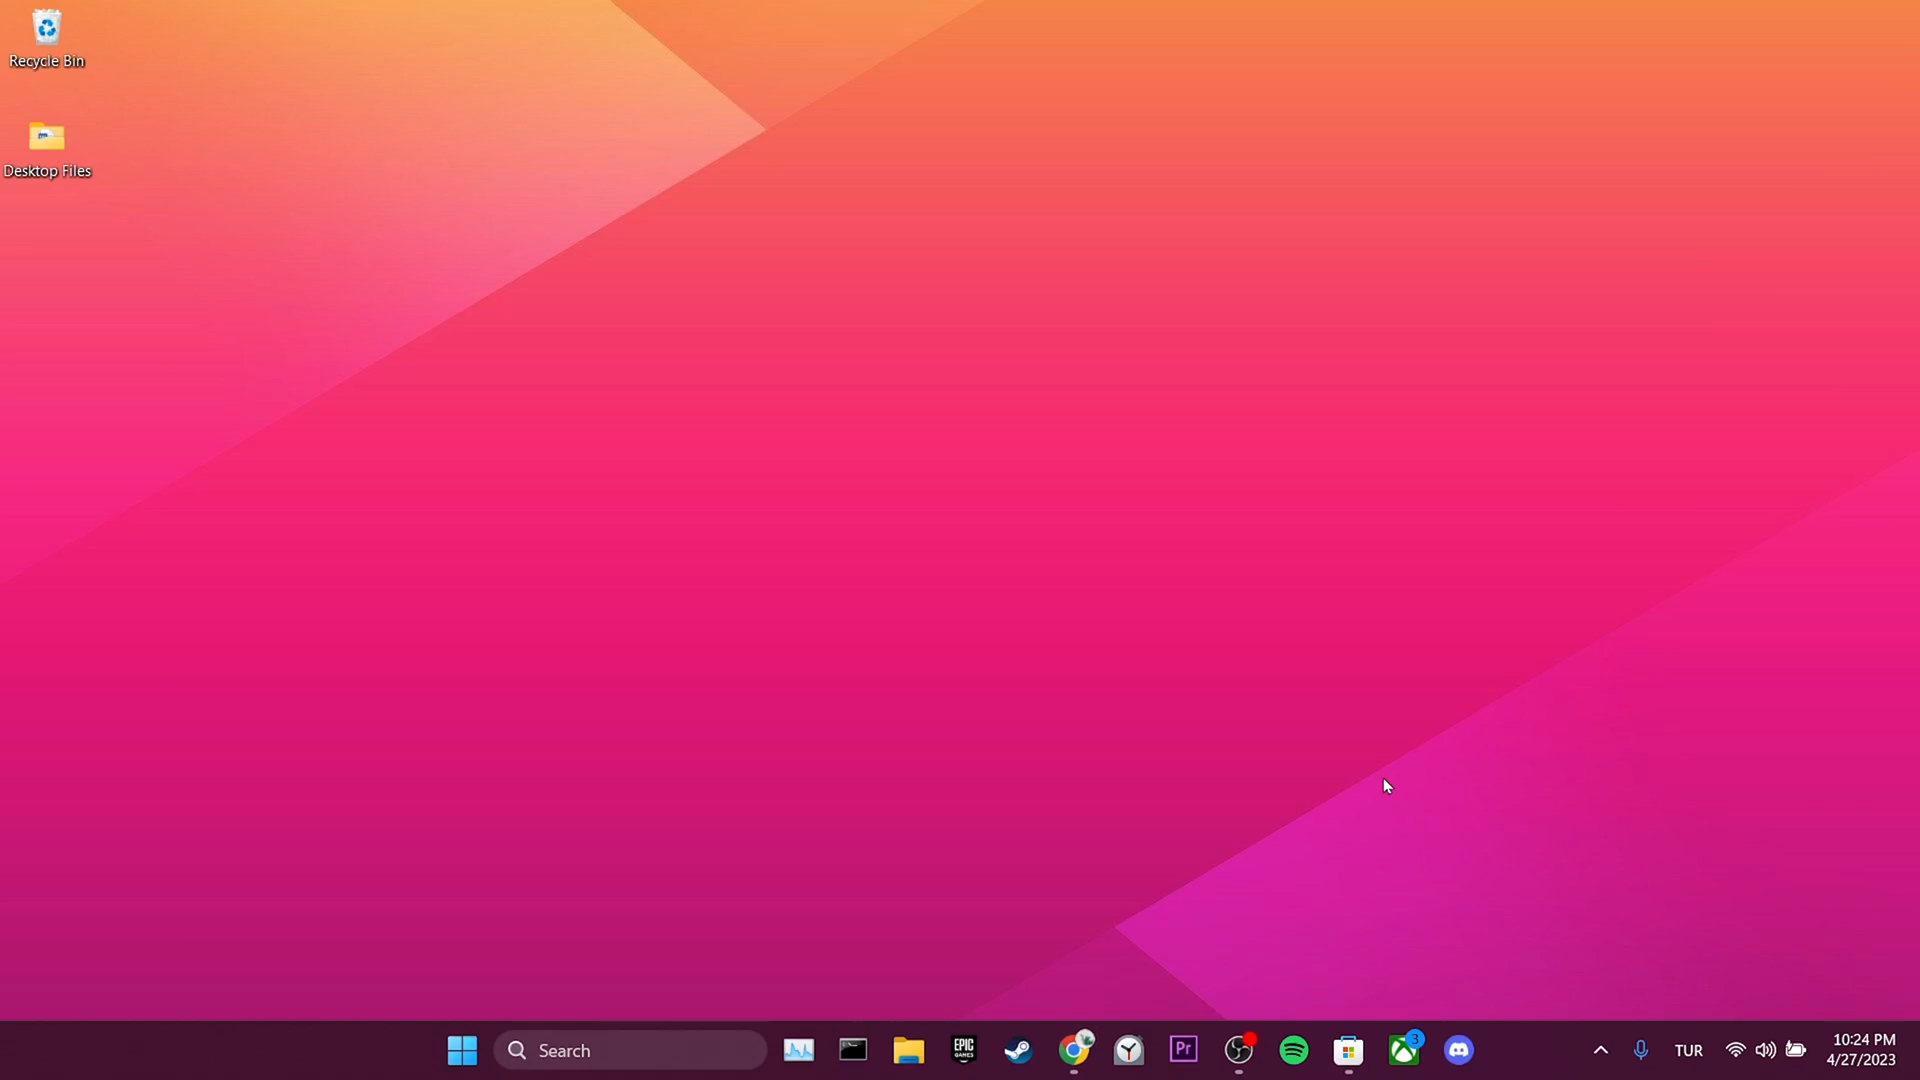 Recycle Bin
Desktop Files
Search
EPIC
GAMES
Pr
3
TUR
10:24 PM
4/27/2023